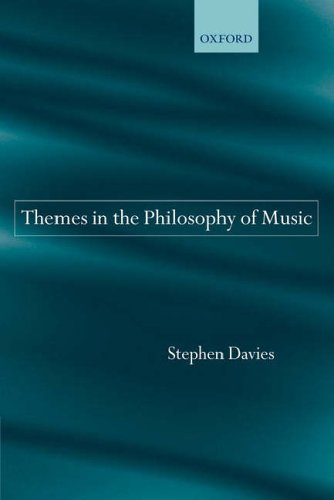 OXFORD
Themes in the Philosophy of Music
Stephen Davies